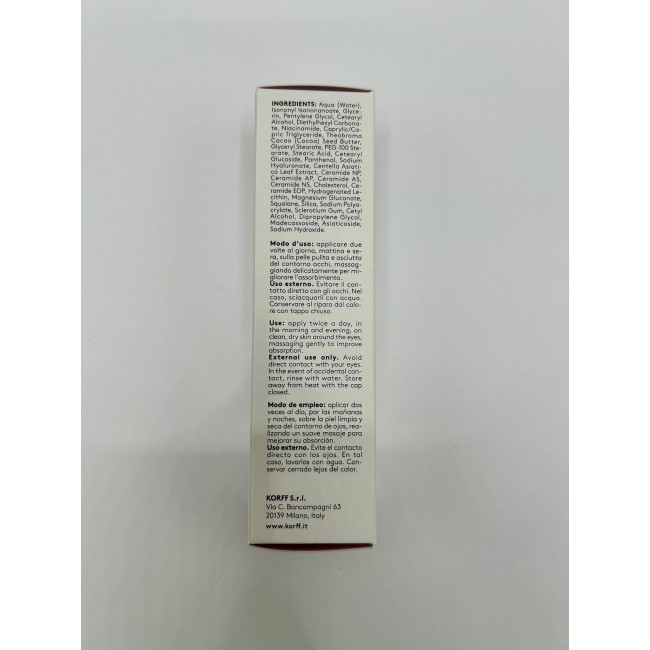 INGREDIENTS: Aqua (Water),
Isononyl Isononanoate, Glyce-
rin, Pentylene Glycol, Cetearyl
Alcohol, Diethylhexyl Carbona-
te, Niacinamide, Caprylic/Ca-
pric Triglyceride, Theobroma
Cacao (Cocoa) Seed Butter,
Glyceryl Stearate, PEG-100 Ste-
arate, Stearic Acid, Cetearyl
Glucoside, Panthenol, Sodium
Hyaluronate, Centella Asiati-
ca Leaf Extract, Ceramide NP,
Ceramide AP, Ceramide AS,
Ceramide NS, Cholesterol, Ce-
ramide EOP, Hydrogenated Le-
cithin, Magnesium Gluconate,
Squalane, Silica, Sodium Polya-
crylate, Sclerotium Gum, Cetyl
Alcohol, Dipropylene Glycol,
Madecassoside, Asiaticoside,
Sodium Hydroxide.
Modo d'uso: applicare due
volte al giorno, mattina e se-
ra, sulla pelle pulita e asciutta
del contorno occhi, massag-
giando delicatamente per mi-
gliorare l'assorbimento.
Uso esterno. Evitare il con-
tatto diretto con gli occhi. Nel
caso, sciacquarli con acqua.
Conservare al riparo dal calo-
re con tappo chiuso.
Use: apply twice a day, in
the morning and evening, on
clean, dry skin around the eyes,
massaging gently to improve
absorption.
External use only. Avoid
direct contact with your eyes.
In the event of accidental con-
tact, rinse with water. Store
away from heat with the cap
closed.
Modo de empleo: aplicar dos
veces al día, por las mañanas
y noches, sobre la piel limpia y
seca del contorno de ojos, rea-
lizando un suave masaje para
mejorar su absorción.
Uso externo. Evite el contacto
directo con los ojos. En tal
caso, lavarlos con agua. Con-
servar cerrado lejos del calor.
KORFF S.r.l.
Via C. Boncompagni 63
20139 Milano, Italy
www.korff.it